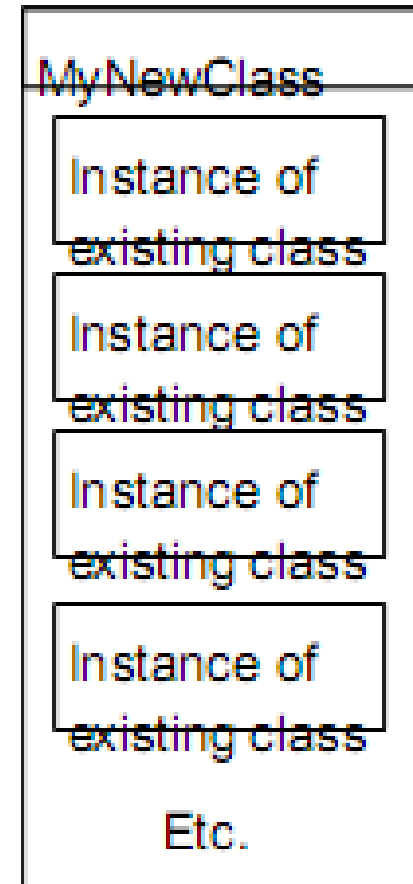 MyNewClass
Instance of
existing class
Instance of
existing class
Instance of
existing class
Instance of
existing class
Etc.